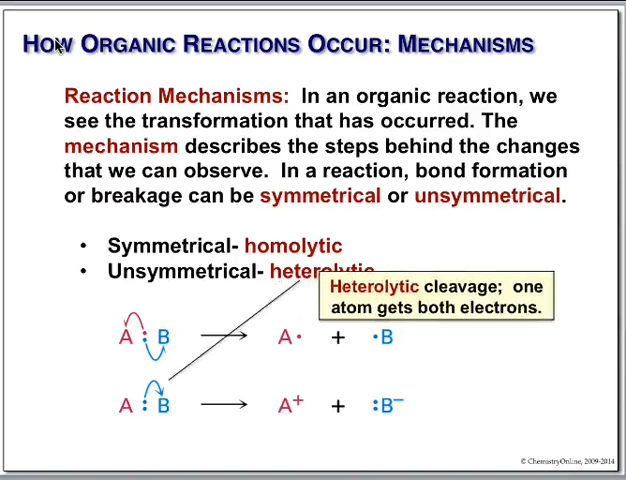 HOW ORGANIC REACTIONS OCCUR: MECHANISMS
Reaction Mechanisms: In an organic reaction, we
see the transformation that has occurred. The
mechanism describes the steps behind the changes
that we can observe. In a reaction, bond formation
or breakage can be symmetrical or unsymmetrical.
• Symmetrical- homolytic
• Unsymmetrical- heterolytic
Heterolytic cleavage; one
atom gets both electrons.
A : B → A• + •B
A : B → A+ + :B−
© ChemistryOnline, 2009-2014